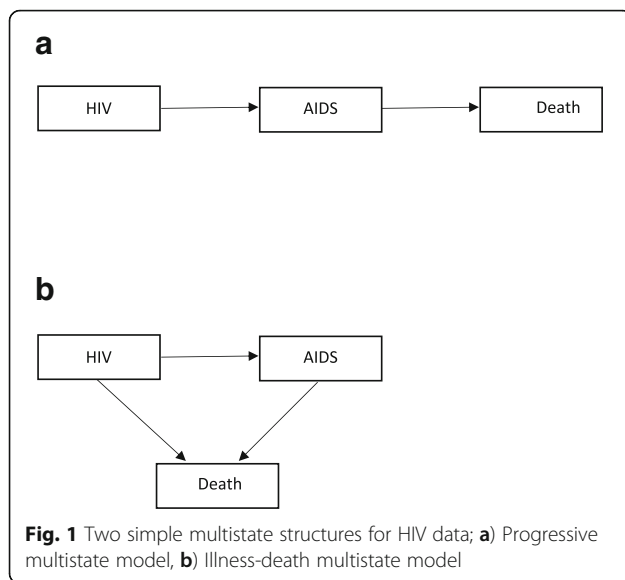 a
HIV
AIDS
Death
b
HIV
AIDS
Death
Fig. 1 Two simple multistate structures for HIV data; a) Progressive
multistate model, b) Illness-death multistate model